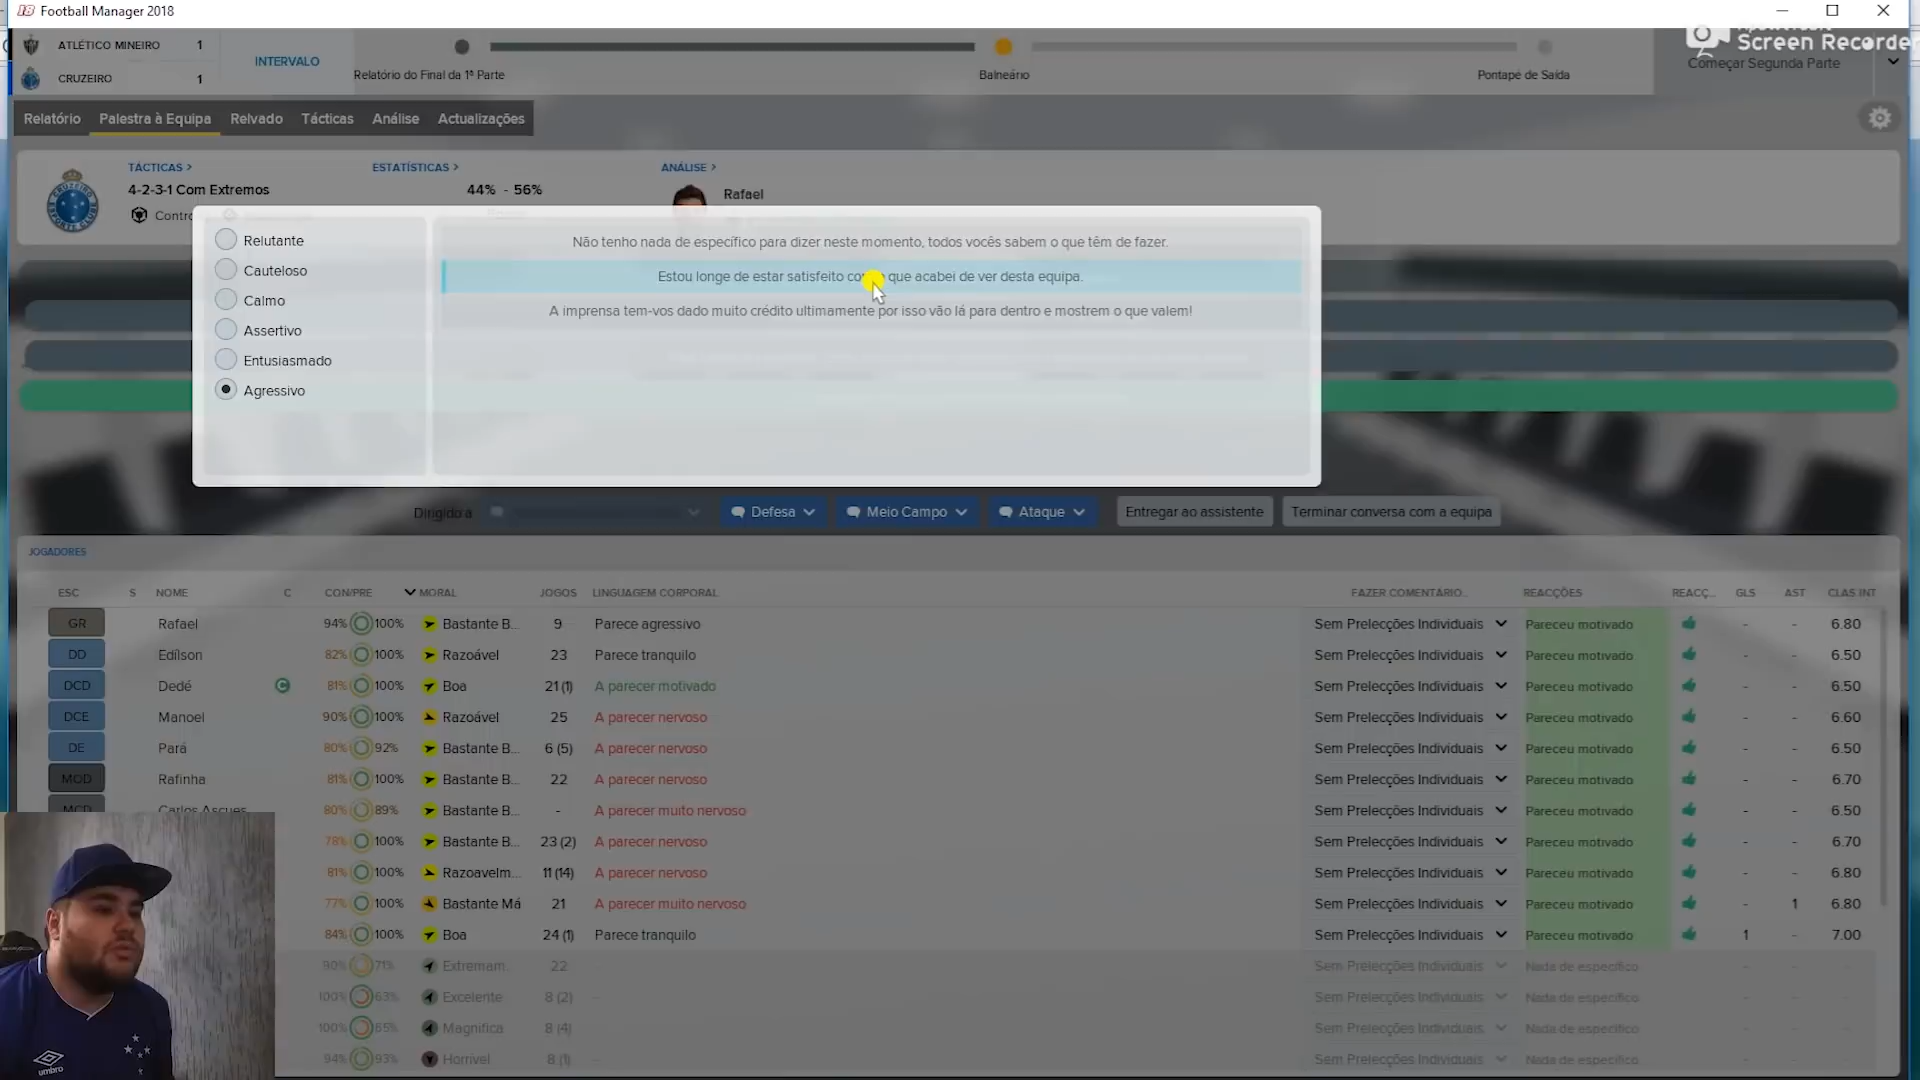 Football Manager 2018
ATLÉTICO MINEIRO 1
CRUZEIRO 1
INTERVALO
Relatório do Final da 1ª Parte
Balneário
Pontapé de Saída
Screen Recorder
Começar Segunda Parte
Relatório Palestra à Equipa Relvado Tácticas Análise Actualizações
TÁCTICAS >
4-2-3-1 Com Extremos
ESTATÍSTICAS >
44% - 56%
ANÁLISE >
Rafael
Relutante
Cauteloso
Calmo
Assertivo
Entusiasmado
Agressivo
Não tenho nada de específico para dizer neste momento, todos vocês sabem o que têm de fazer.
Estou longe de estar satisfeito que acabei de ver desta equipa.
A imprensa tem-vos dado muito crédito ultimamente por isso vão lá para dentro e mostrem o que valem!
Dirigido a Defesa Meio Campo Ataque Entregar ao assistente Terminar conversa com a equipa
JOGADORES
ESC S NOME C CON/PRE MORAL JOGOS LINGUAGEM CORPORAL FAZER COMENTÁRIO... REACÇÕES REACÇ... GLS AST CLAS INT
GR Rafael 94% 100% Bastante B... 9 Parece agressivo Sem Prelecções Individuais Pareceu motivado - - 6.80
DD Edílson 82% 100% Razoável 23 Parece tranquilo Sem Prelecções Individuais Pareceu motivado - - 6.50
DCD Dedé C 81% 100% Boa 21 (1) A parecer motivado Sem Prelecções Individuais Pareceu motivado - - 6.50
DCE Manoel 90% 100% Razoável 25 A parecer nervoso Sem Prelecções Individuais Pareceu motivado - - 6.60
DE Pará 80% 92% Bastante B... 6 (5) A parecer nervoso Sem Prelecções Individuais Pareceu motivado - - 6.50
MOD Rafinha 81% 100% Bastante B... 22 A parecer nervoso Sem Prelecções Individuais Pareceu motivado - - 6.70
MCD Carlos Ascues 80% 89% Bastante B... - A parecer muito nervoso Sem Prelecções Individuais Pareceu motivado - - 6.50
78% 100% Bastante B... 23 (2) A parecer nervoso Sem Prelecções Individuais Pareceu motivado - - 6.70
81% 100% Razoavelm... 11 (14) A parecer nervoso Sem Prelecções Individuais Pareceu motivado - - 6.80
77% 100% Bastante Má 21 A parecer muito nervoso Sem Prelecções Individuais Pareceu motivado - 1 6.80
84% 100% Boa 24 (1) Parece tranquilo Sem Prelecções Individuais Pareceu motivado 1 - 7.00
71% Extremam... 22 Sem Prelecções Individuais Nada de específico
100% 63% Excelente 8 (2) Sem Prelecções Individuais Nada de específico
100% 65% Magnífica 8 (4) Sem Prelecções Individuais Nada de específico
94% 93% Horrível 8 (1) Sem Prelecções Individuais Nada de específico
umbro